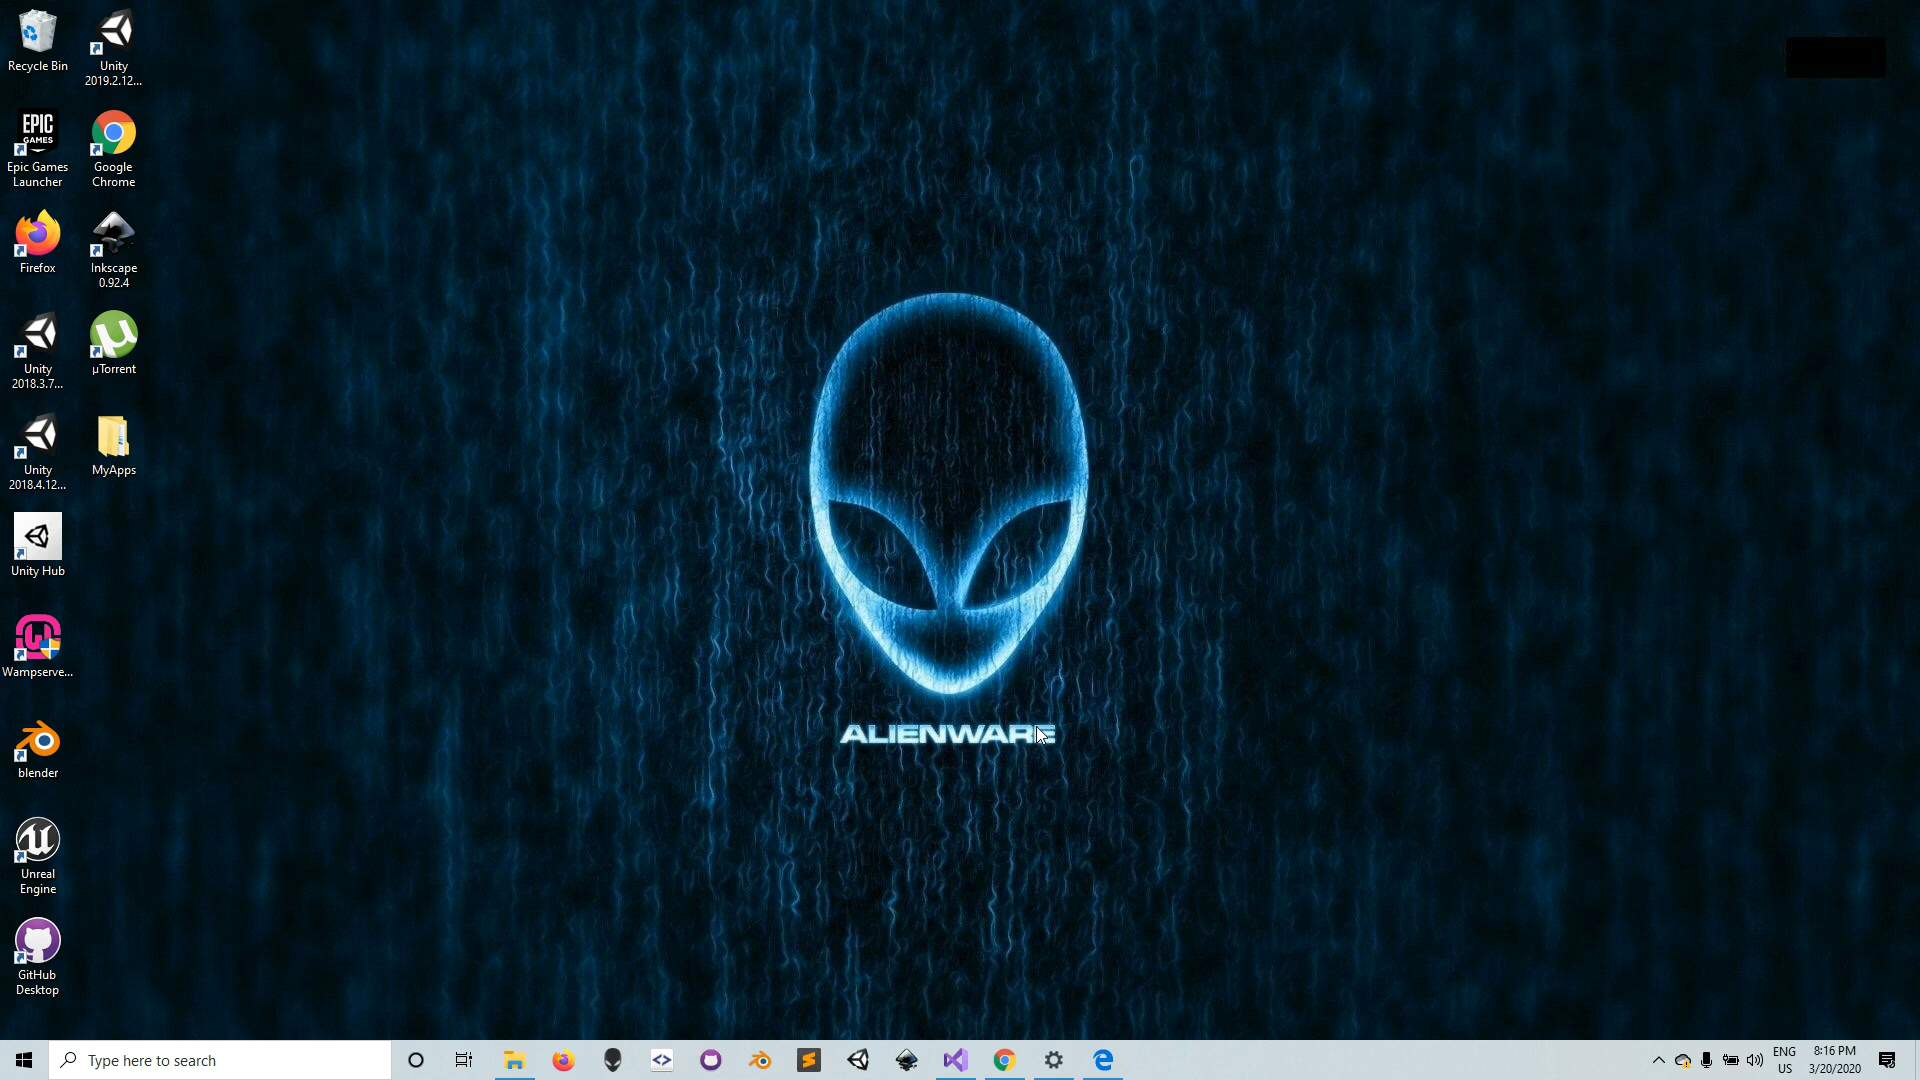 Recycle Bin
Unity
2019.2.12...
EPIC
GAMES
Epic Games
Launcher
Google
Chrome
Firefox
Inkscape
0.92.4
Unity
2018.3.7...
µTorrent
Unity
2018.4.12...
MyApps
Unity Hub
Wampserve...
blender
Unreal
Engine
GitHub
Desktop
ALIENWARE
Type here to search
ENG
US
8:16 PM
3/20/2020